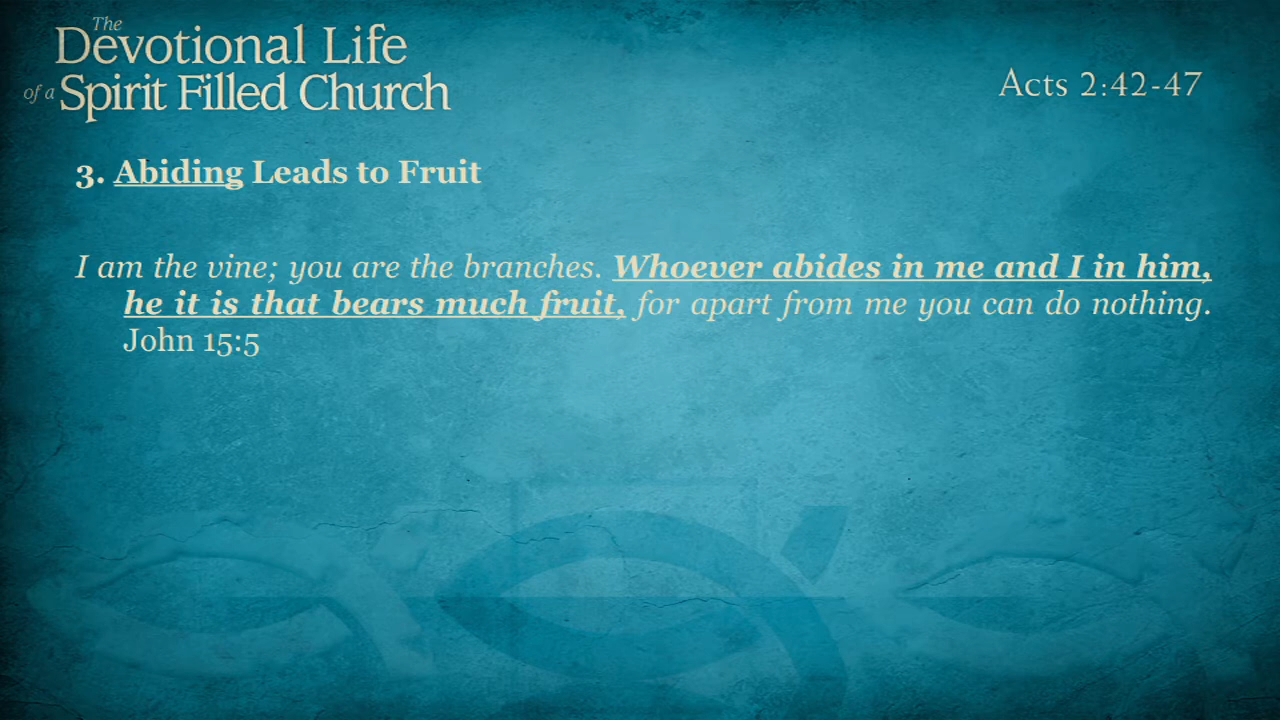 The
Devotional Life
of a Spirit Filled Church
Acts 2:42-47
3. Abiding Leads to Fruit
I am the vine; you are the branches. Whoever abides in me and I in him,
he it is that bears much fruit, for apart from me you can do nothing.
John 15:5